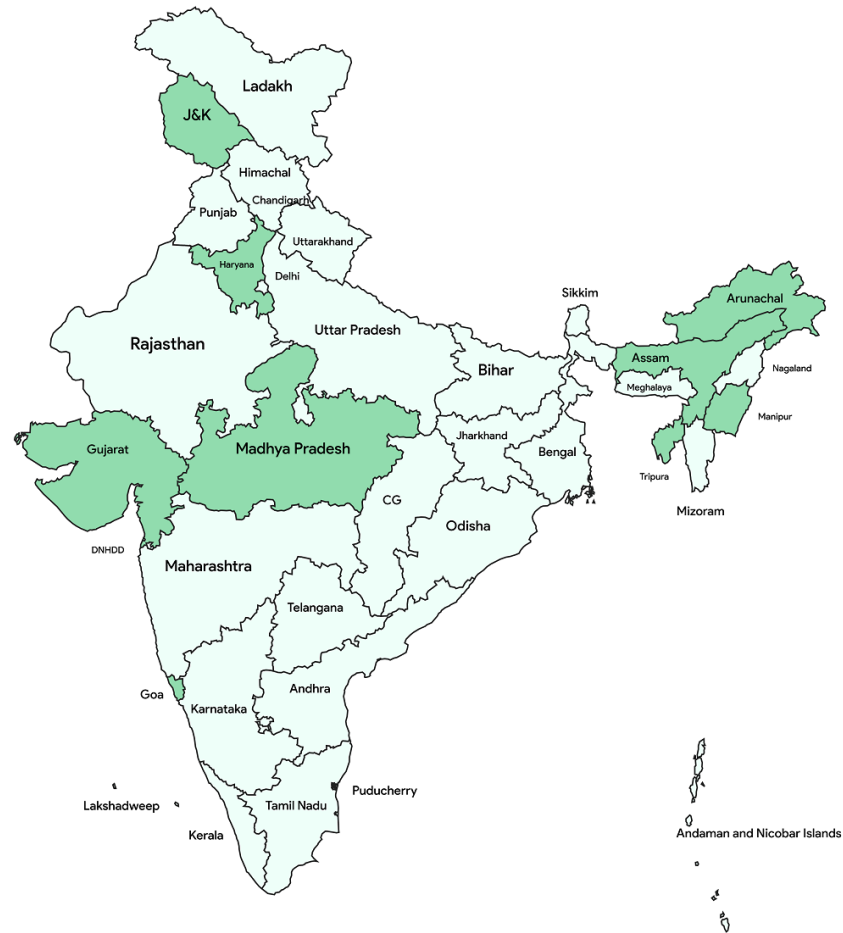 Ladakh
J&K
Himachal
Chandigarh
Punjab
Uttarakhand
Haryana
Delhi
Sikkim
Arunachal
Uttar Pradesh
Rajasthan
Assam
Bihar
Nagaland
Meghalaya
Manipur
Jharkhand
Gujarat
Madhya Pradesh
Bengal
Tripura
CG
Mizoram
Odisha
DNHDD
Maharashtra
Telangana
Andhra
Goa
Karnataka
Puducherry
Lakshadweep
Tamil Nadu
Kerala
Andaman and Nicobar Islands